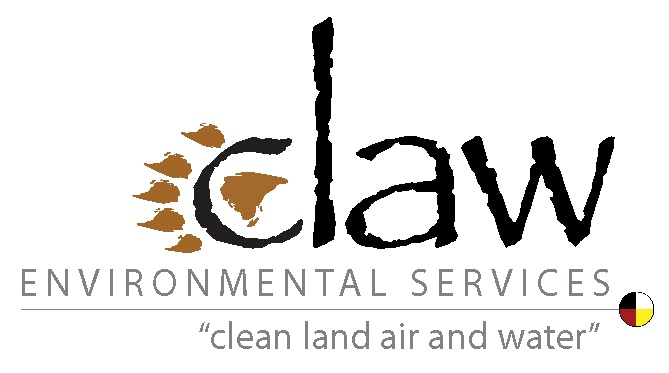 claw
ENVIRONMENTAL SERVICES
“clean land air and water”